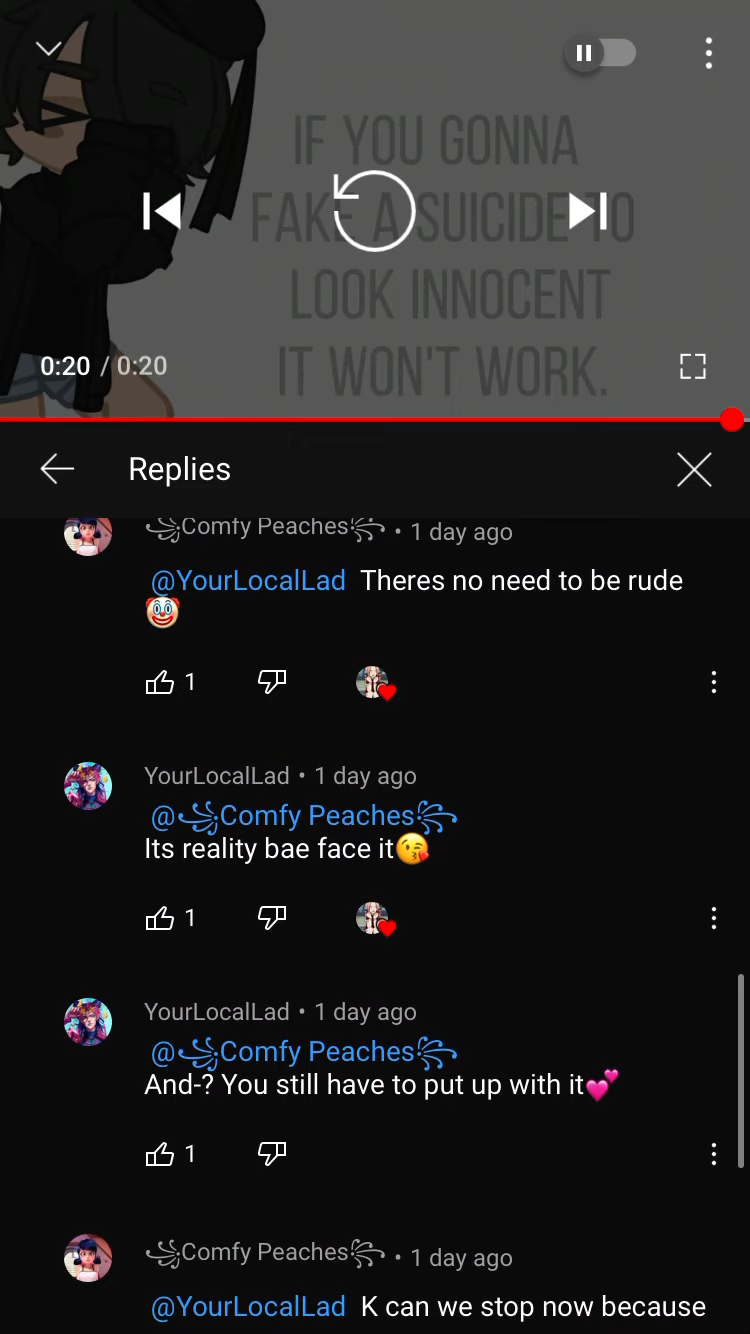 IF YOU GONNA
FAKE A SUICIDE TO
LOOK INNOCENT
IT WON'T WORK.
0:20 / 0:20
Replies
꧁Comfy Peaches꧂ • 1 day ago
@YourLocalLad Theres no need to be rude
🤡
1
YourLocalLad • 1 day ago
@꧁Comfy Peaches꧂
Its reality bae face it😘
1
YourLocalLad • 1 day ago
@꧁Comfy Peaches꧂
And-? You still have to put up with it💕
1
꧁Comfy Peaches꧂ • 1 day ago
@YourLocalLad K can we stop now because